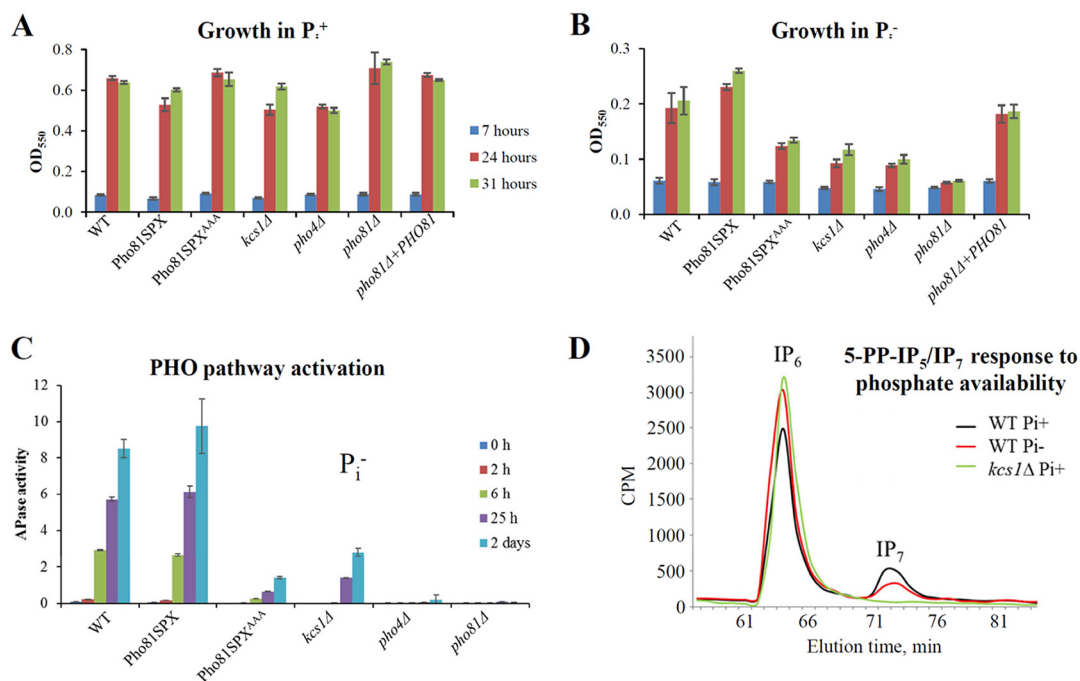 A
Growth in Pᵢ⁺
0.8
0.6
0.4
0.2
0.0
OD₅₅₀
7 hours
24 hours
31 hours
WT
Pho81SPX
Pho81SPXᴬᴬᴬ
kcs1Δ
pho4Δ
pho81Δ
pho81Δ+PHO81
B
Growth in Pᵢ⁻
0.3
0.2
0.1
0.0
OD₅₅₀
WT
Pho81SPX
Pho81SPXᴬᴬᴬ
kcs1Δ
pho4Δ
pho81Δ
pho81Δ+PHO81
C
PHO pathway activation
12
10
8
6
4
2
0
APase activity
Pᵢ⁻
0 h
2 h
6 h
25 h
2 days
WT
Pho81SPX
Pho81SPXᴬᴬᴬ
kcs1Δ
pho4Δ
pho81Δ
D
5-PP-IP₅/IP₇ response to
phosphate availability
IP₆
IP₇
WT Pi+
WT Pi-
kcs1Δ Pi+
3500
3000
2500
2000
1500
1000
500
0
CPM
61 66 71 76 81
Elution time, min